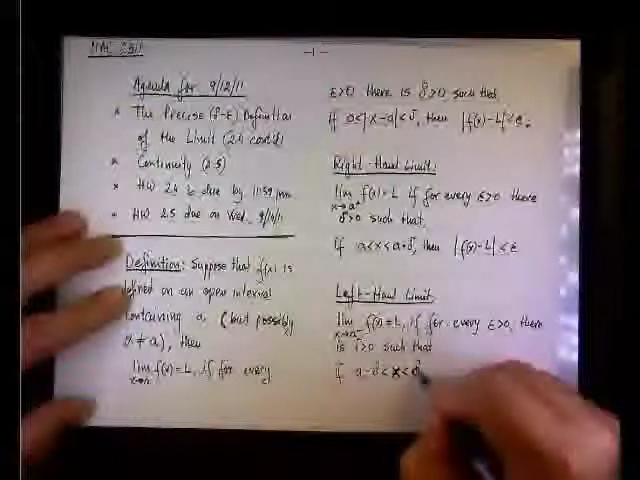 MAC 2311
-1-
Agenda for 9/12/11
* The Precise (δ-ε) Definition
of the Limit (2.4 cont'd)
* Continuity (2.5)
* HW 2.4 is due by 11:59 pm
* HW 2.5 due on Wed. 9/14/11
Definition: Suppose that f(x) is
defined on an open interval
containing a (but possibly
x ≠ a), then
lim f(x) = L, if for every
x→a
ε>0 there is δ>0 such that
if 0<|x-a|<δ, then |f(x)-L|<ε.
Right-Hand Limit:
lim f(x) = L if for every ε>0 there
x→a⁺
δ>0 such that
if a<x<a+δ, then |f(x)-L|<ε
Left-Hand Limit:
lim f(x) = L, if for every ε>0, there
x→a⁻
is δ>0 such that
if a-δ<x<